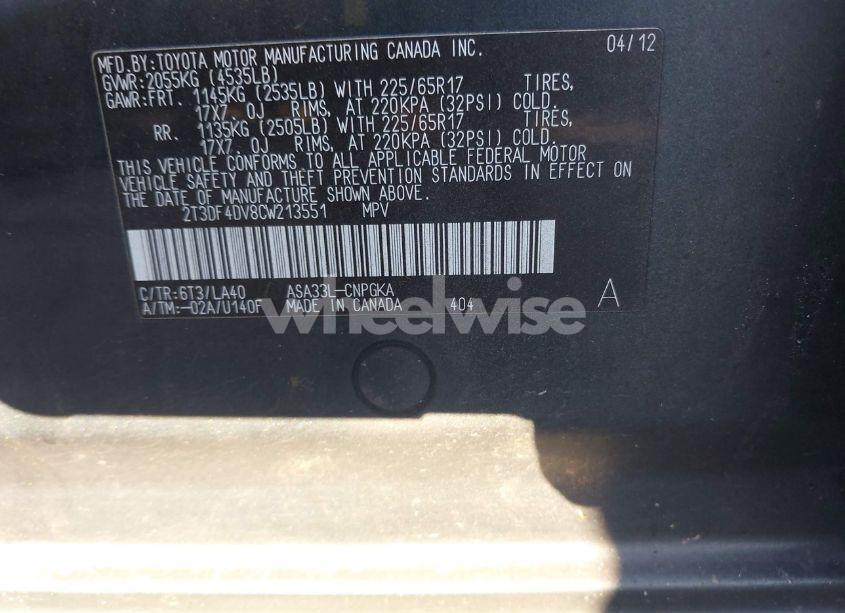 MFD.BY:TOYOTA MOTOR MANUFACTURING CANADA INC. 04/12
GVWR:2055KG (4535LB)
GAWR:FRT. 1145KG (2535LB) WITH 225/65R17 TIRES,
17X7 0J RIMS, AT 220KPA (32PSI) COLD.
RR. 1135KG (2505LB) WITH 225/65R17 TIRES,
17X7 0J RIMS, AT 220KPA (32PSI) COLD.
THIS VEHICLE CONFORMS TO ALL APPLICABLE FEDERAL MOTOR
VEHICLE SAFETY AND THEFT PREVENTION STANDARDS IN EFFECT ON
THE DATE OF MANUFACTURE SHOWN ABOVE.
2T3DF4DV8CW213551 MPV
C/TR:6T3/LA40 ASA33L-CNPGKA A
A/TM:-02A/U140F MADE IN CANADA 404
wheelwise